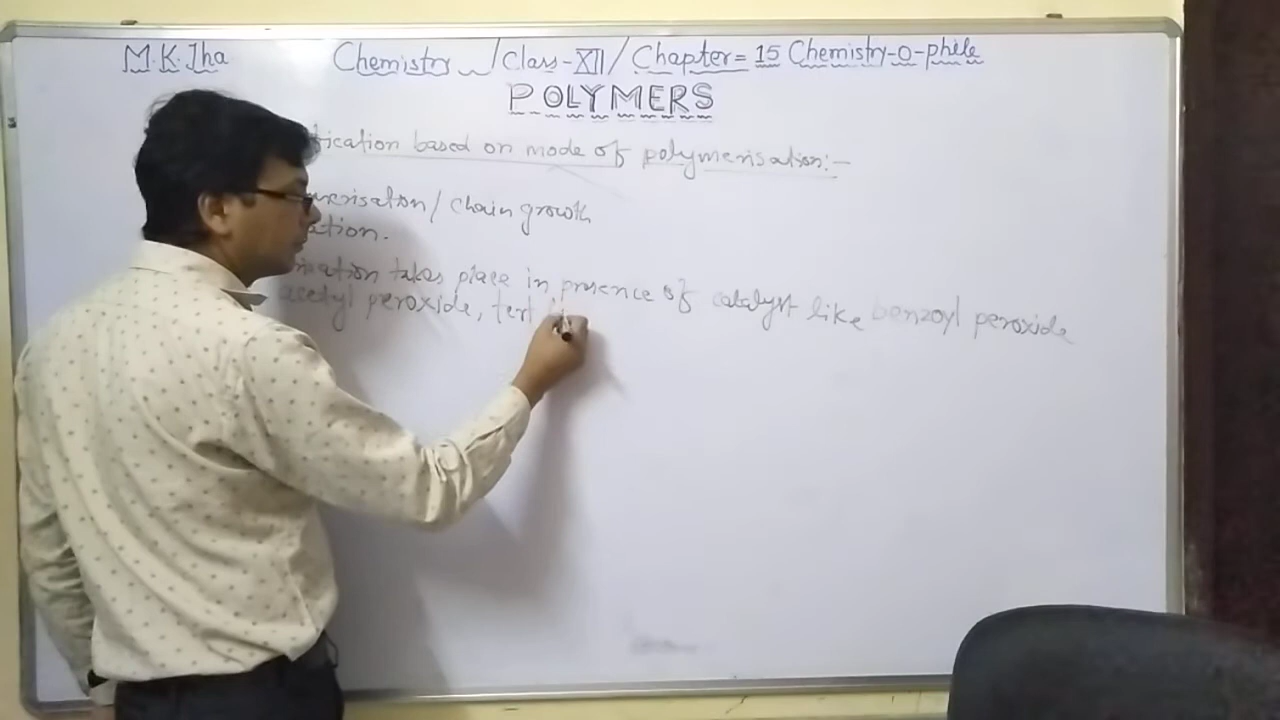 M.K.Jha Chemistry /Class-XII/ Chapter=15 Chemistry-O-phile
POLYMERS
fication based on mode of polymerisation:-
merisation/ chain growth
ation.
isation takes place in presence of catalyst like benzoyl peroxide
acetyl peroxide, tert